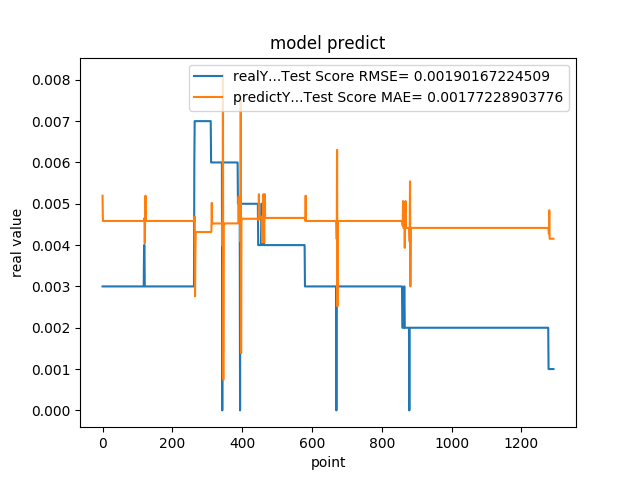 model predict
realY...Test Score RMSE= 0.00190167224509
predictY...Test Score MAE= 0.00177228903776
0.008
0.007
0.006
0.005
0.004
0.003
0.002
0.001
0.000
real value
0 200 400 600 800 1000 1200
point